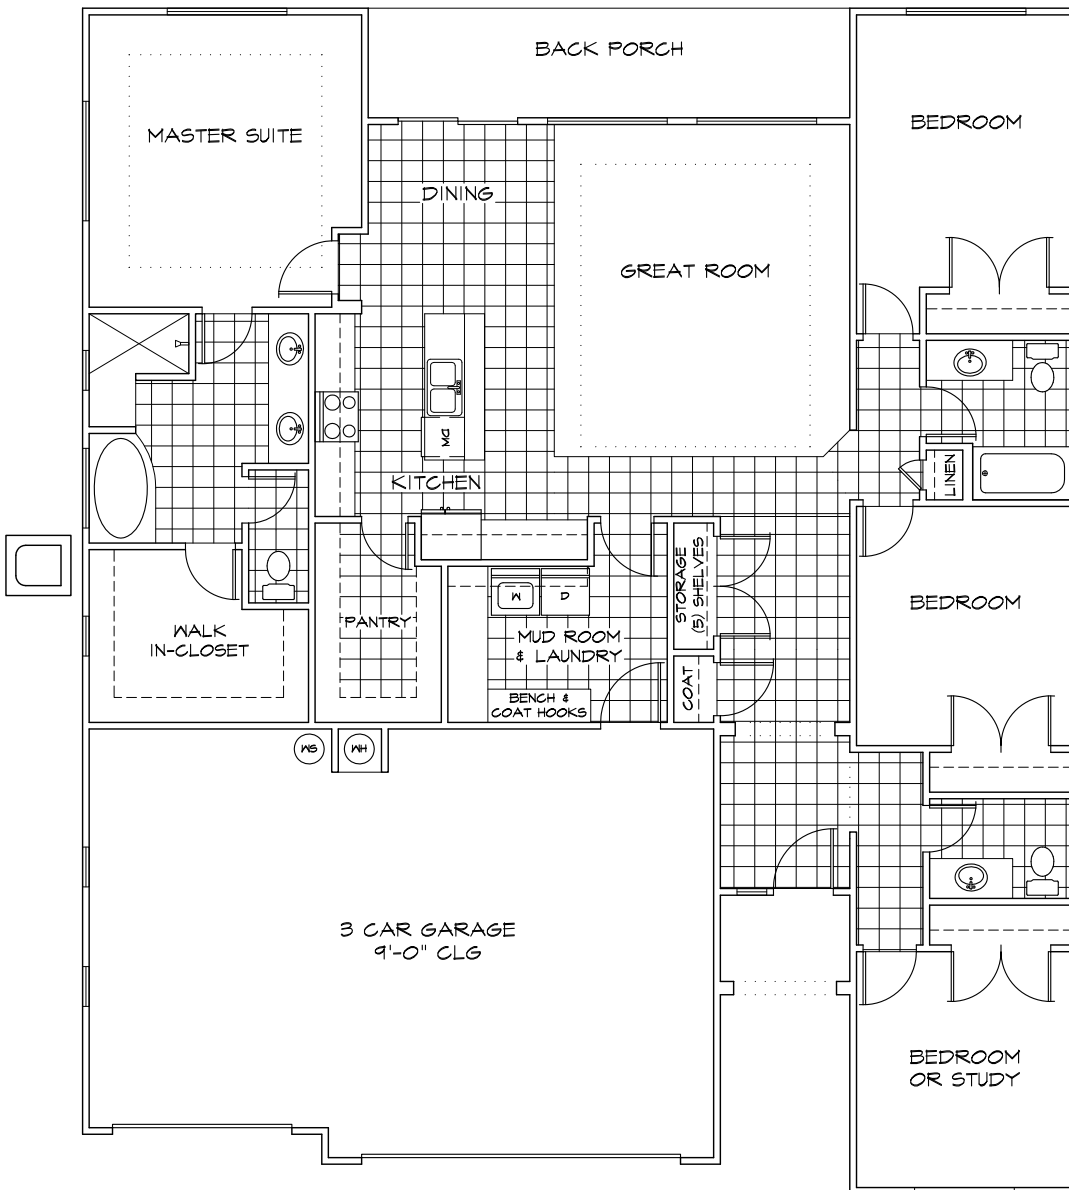 BACK PORCH
MASTER SUITE
BEDROOM
DINING
GREAT ROOM
DW
KITCHEN
LINEN
W
D
STORAGE
(5) SHELVES
BEDROOM
PANTRY
WALK
IN-CLOSET
MUD ROOM
& LAUNDRY
COAT
BENCH &
COAT HOOKS
WS
WH
3 CAR GARAGE
9'-0" CLG
BEDROOM
OR STUDY